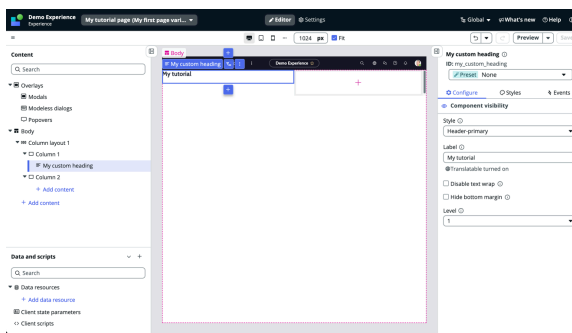 Demo Experience
Experience
My tutorial page (My first page vari...
Editor
Settings
Global
What's new
Help
1024 px
Fit
Preview
Save
Content
Search
Overlays
Modals
Modeless dialogs
Popovers
Body
Column layout 1
Column 1
My custom heading
Column 2
+ Add content
+ Add content
Data and scripts
Search
Data resources
+ Add data resource
Client state parameters
Client scripts
Body
My custom heading
Demo Experience
My tutorial
My custom heading
ID: my_custom_heading
Preset None
Configure
Styles
Events
Component visibility
Style
Header-primary
Label
My tutorial
Translatable turned on
Disable text wrap
Hide bottom margin
Level
1